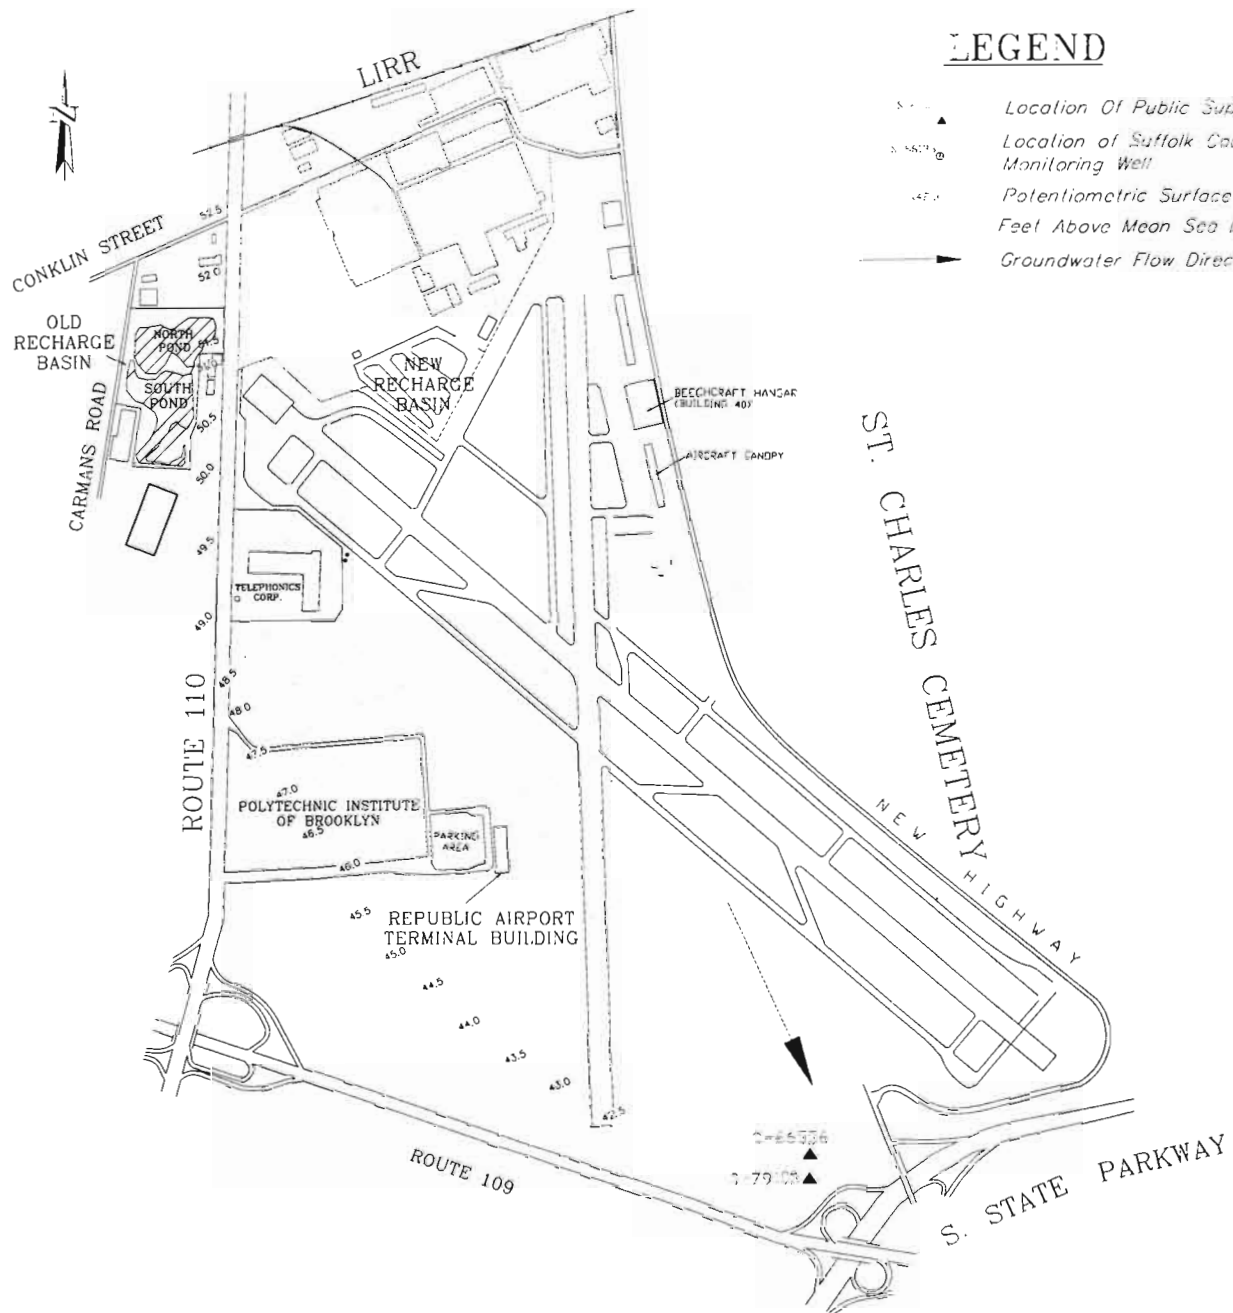 LEGEND
Location Of Public
Location of Suffolk
Monitoring Well
Potentiometric Surface
Feet Above Mean Sea
Groundwater Flow
LIRR
CONKLIN STREET
52.5
52.0
OLD
RECHARGE
BASIN
NORTH
POND
51.5
51.0
SOUTH
POND
50.5
50.0
CARMANS ROAD
NEW
RECHARGE
BASIN
BEECHCRAFT HANGAR
(BUILDING 40)
AIRCRAFT CANOPY
ST. CHARLES CEMETERY
49.5
TELEPHONICS
CORP.
49.0
48.5
48.0
ROUTE 110
47.5
47.0
POLYTECHNIC INSTITUTE
OF BROOKLYN
46.5
PARKING
AREA
46.0
NEW HIGHWAY
45.5
REPUBLIC AIRPORT
TERMINAL BUILDING
45.0
44.5
44.0
43.5
43.0
42.5
ROUTE 109
S. STATE PARKWAY